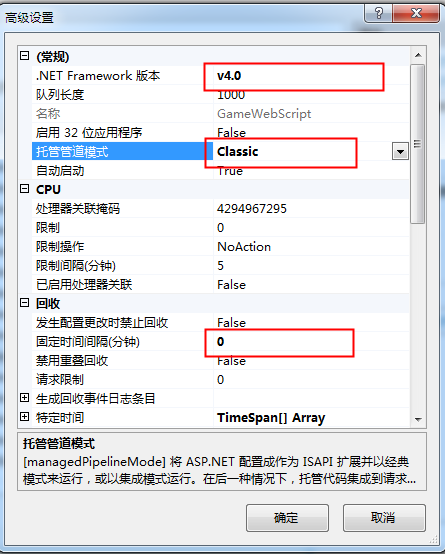 高级设置
(常规)
.NET Framework 版本 v4.0
队列长度 1000
名称 GameWebScript
启用 32 位应用程序 False
托管管道模式 Classic
自动启动 True
CPU
处理器关联掩码 4294967295
限制 0
限制操作 NoAction
限制间隔(分钟) 5
已启用处理器关联 False
回收
发生配置更改时禁止回收 False
固定时间间隔(分钟) 0
禁用重叠回收 False
请求限制 0
生成回收事件日志条目
特定时间 TimeSpan[] Array
托管管道模式
[managedPipelineMode] 将 ASP.NET 配置成作为 ISAPI 扩展并以经典
模式来运行，或以集成模式运行。在后一种情况下，托管代码集成到请求...
确定 取消